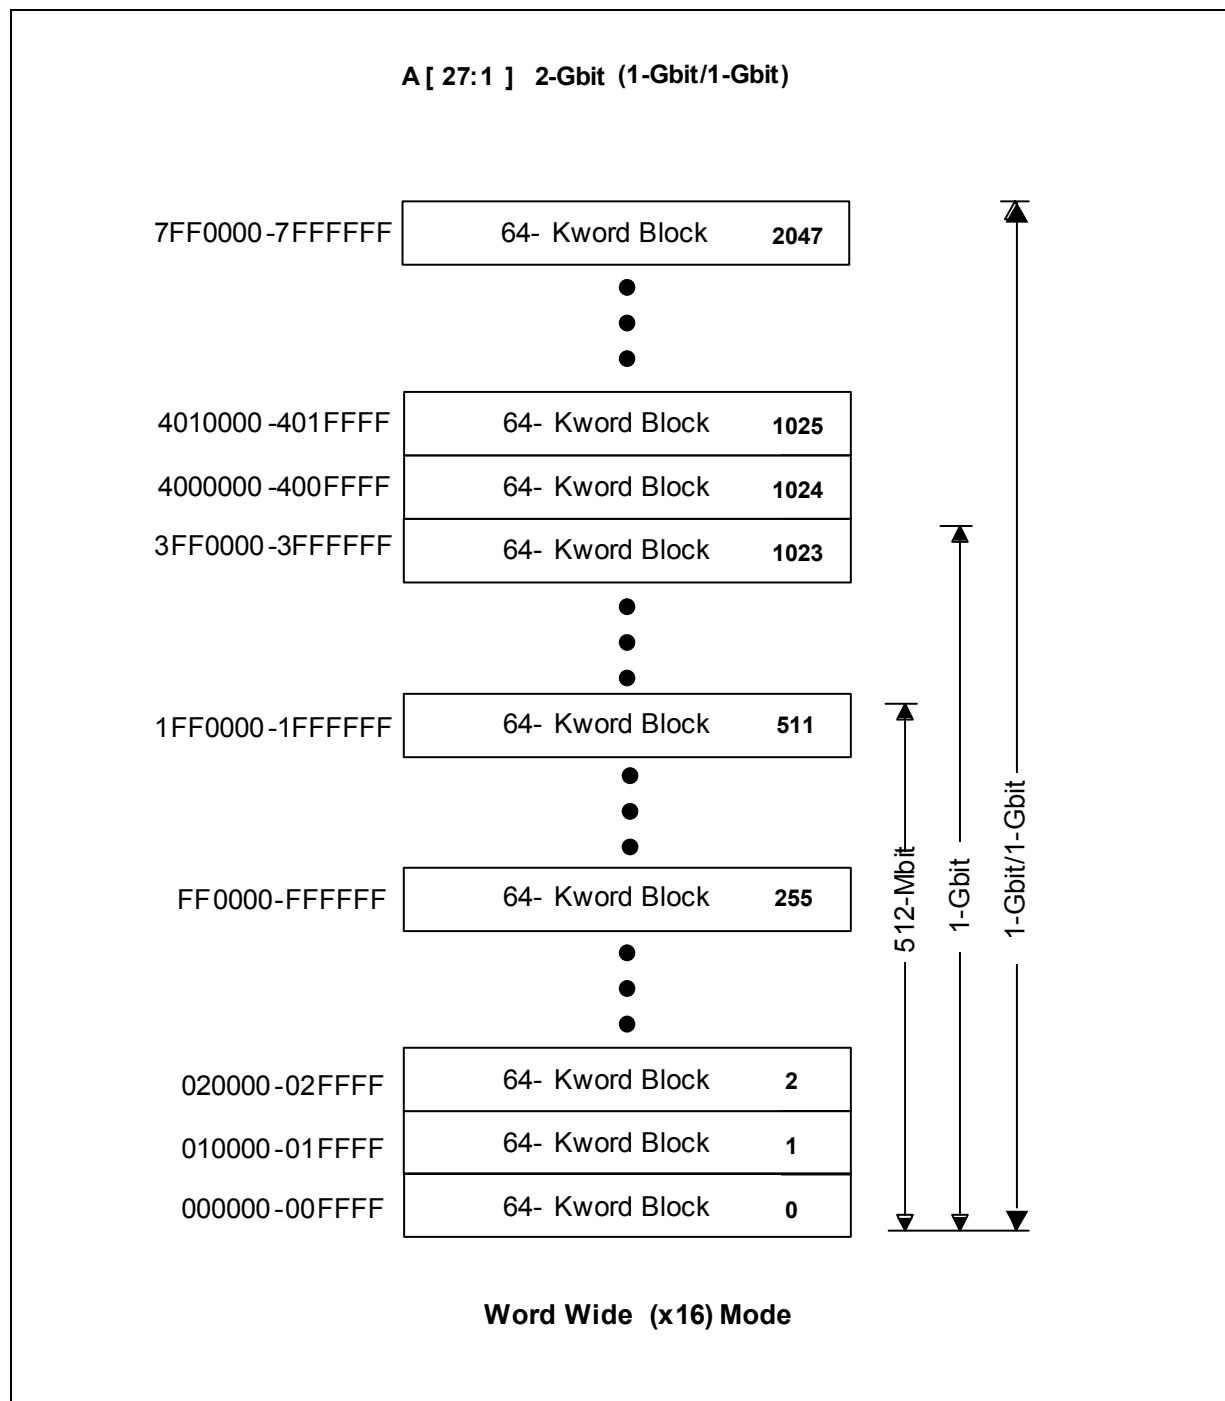 A[ 27:1 ] 2-Gbit (1-Gbit/1-Gbit)
7FF0000-7FFFFFF 64- Kword Block 2047
4010000-401FFFF 64- Kword Block 1025
4000000-400FFFF 64- Kword Block 1024
3FF0000-3FFFFFF 64- Kword Block 1023
1FF0000-1FFFFFF 64- Kword Block 511
FF0000-FFFFFF 64- Kword Block 255
020000-02FFFF 64- Kword Block 2
010000-01FFFF 64- Kword Block 1
000000-00FFFF 64- Kword Block 0
512-Mbit
1-Gbit
1-Gbit/1-Gbit
Word Wide (x16) Mode